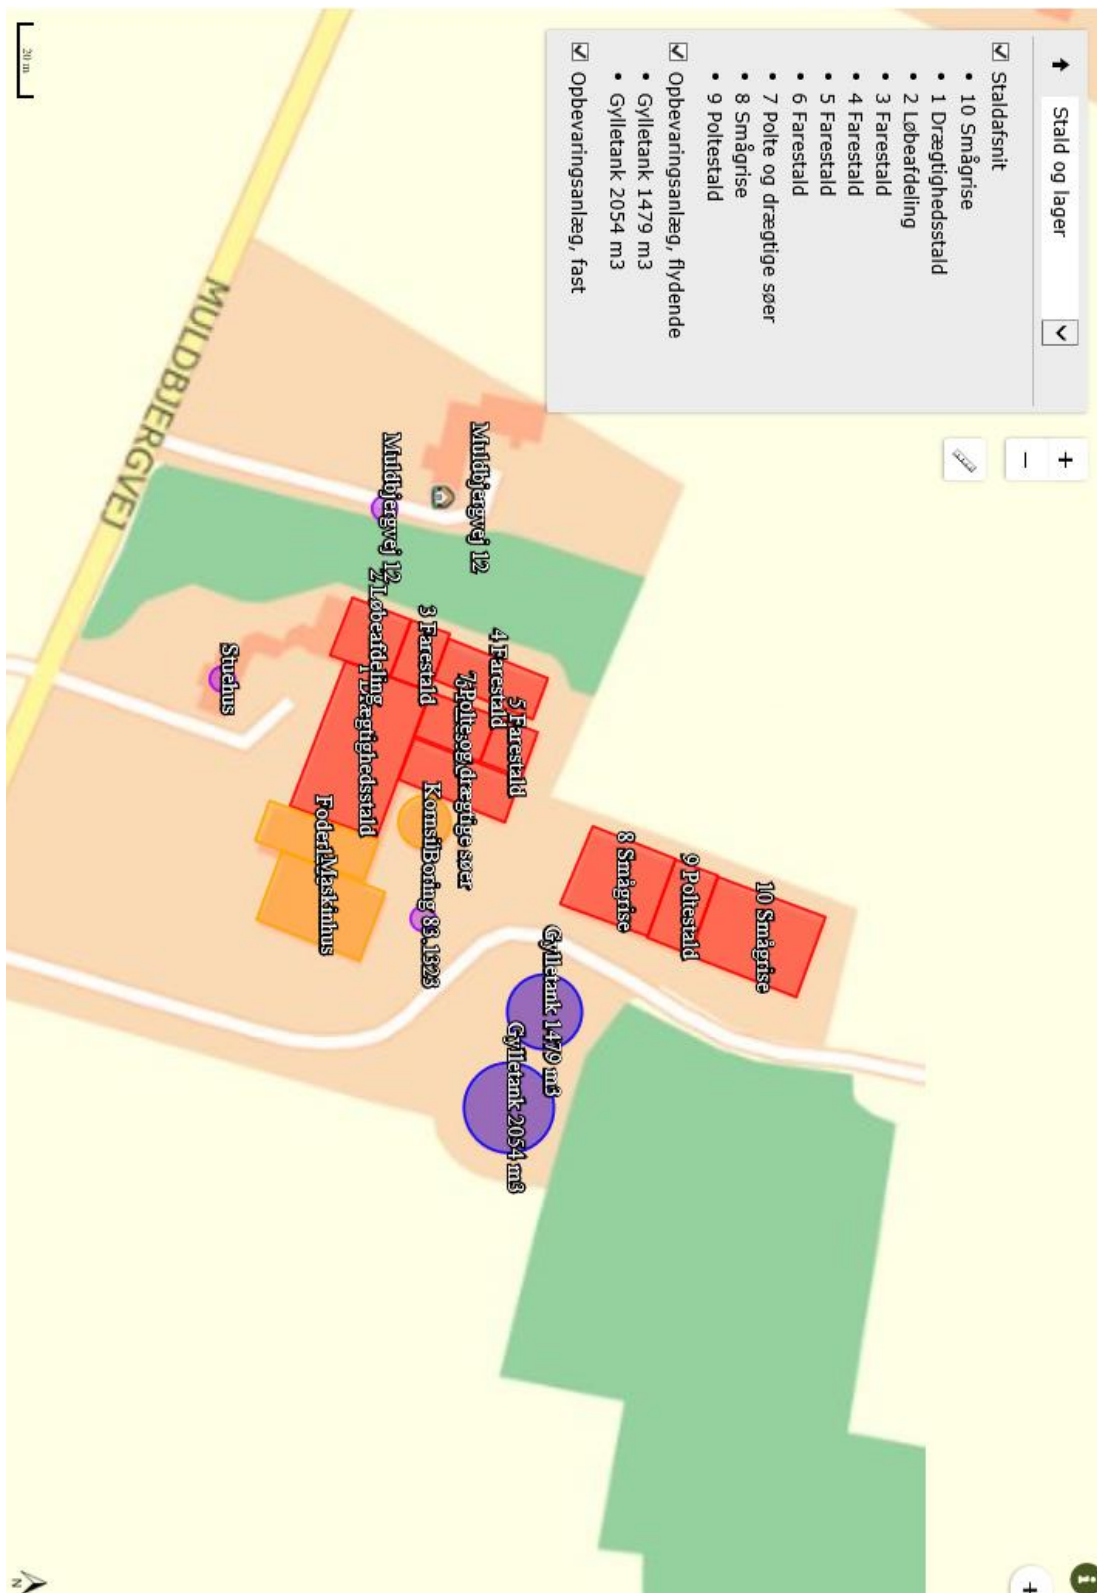 Stald og lager
Staldafsnit
• 10 Smågrise
• 1 Drægtighedsstald
• 2 Løbeafdeling
• 3 Farestald
• 4 Farestald
• 5 Farestald
• 6 Farestald
• 7 Polte og drægtige søer
• 8 Smågrise
• 9 Poltestald
Opbevaringsanlæg, flydende
• Gylletank 1479 m3
• Gylletank 2054 m3
Opbevaringsanlæg, fast
+
−
i
+
10 Smågrise
9 Poltestald
8 Smågrise
Gylletank 1479 m3
Gylletank 2054 m3
5 Farestald
4 Farestald
Muldbjergvej 12
7 Polte og drægtige søer
3 Farestald
Boring 83.1323
Muldbjergvej 12
2 Løbeafdeling
1 Drægtighedsstald
Maskinhus
Stuehus
MULDBJERGVEJ
20 m
N